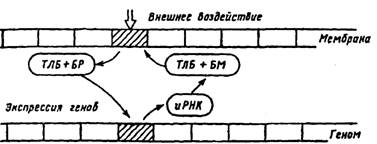 Внешнее воздействие
Мембрана
ТЛБ + БР
ТЛБ + БМ
Экспрессия генов
иРНК
Геном